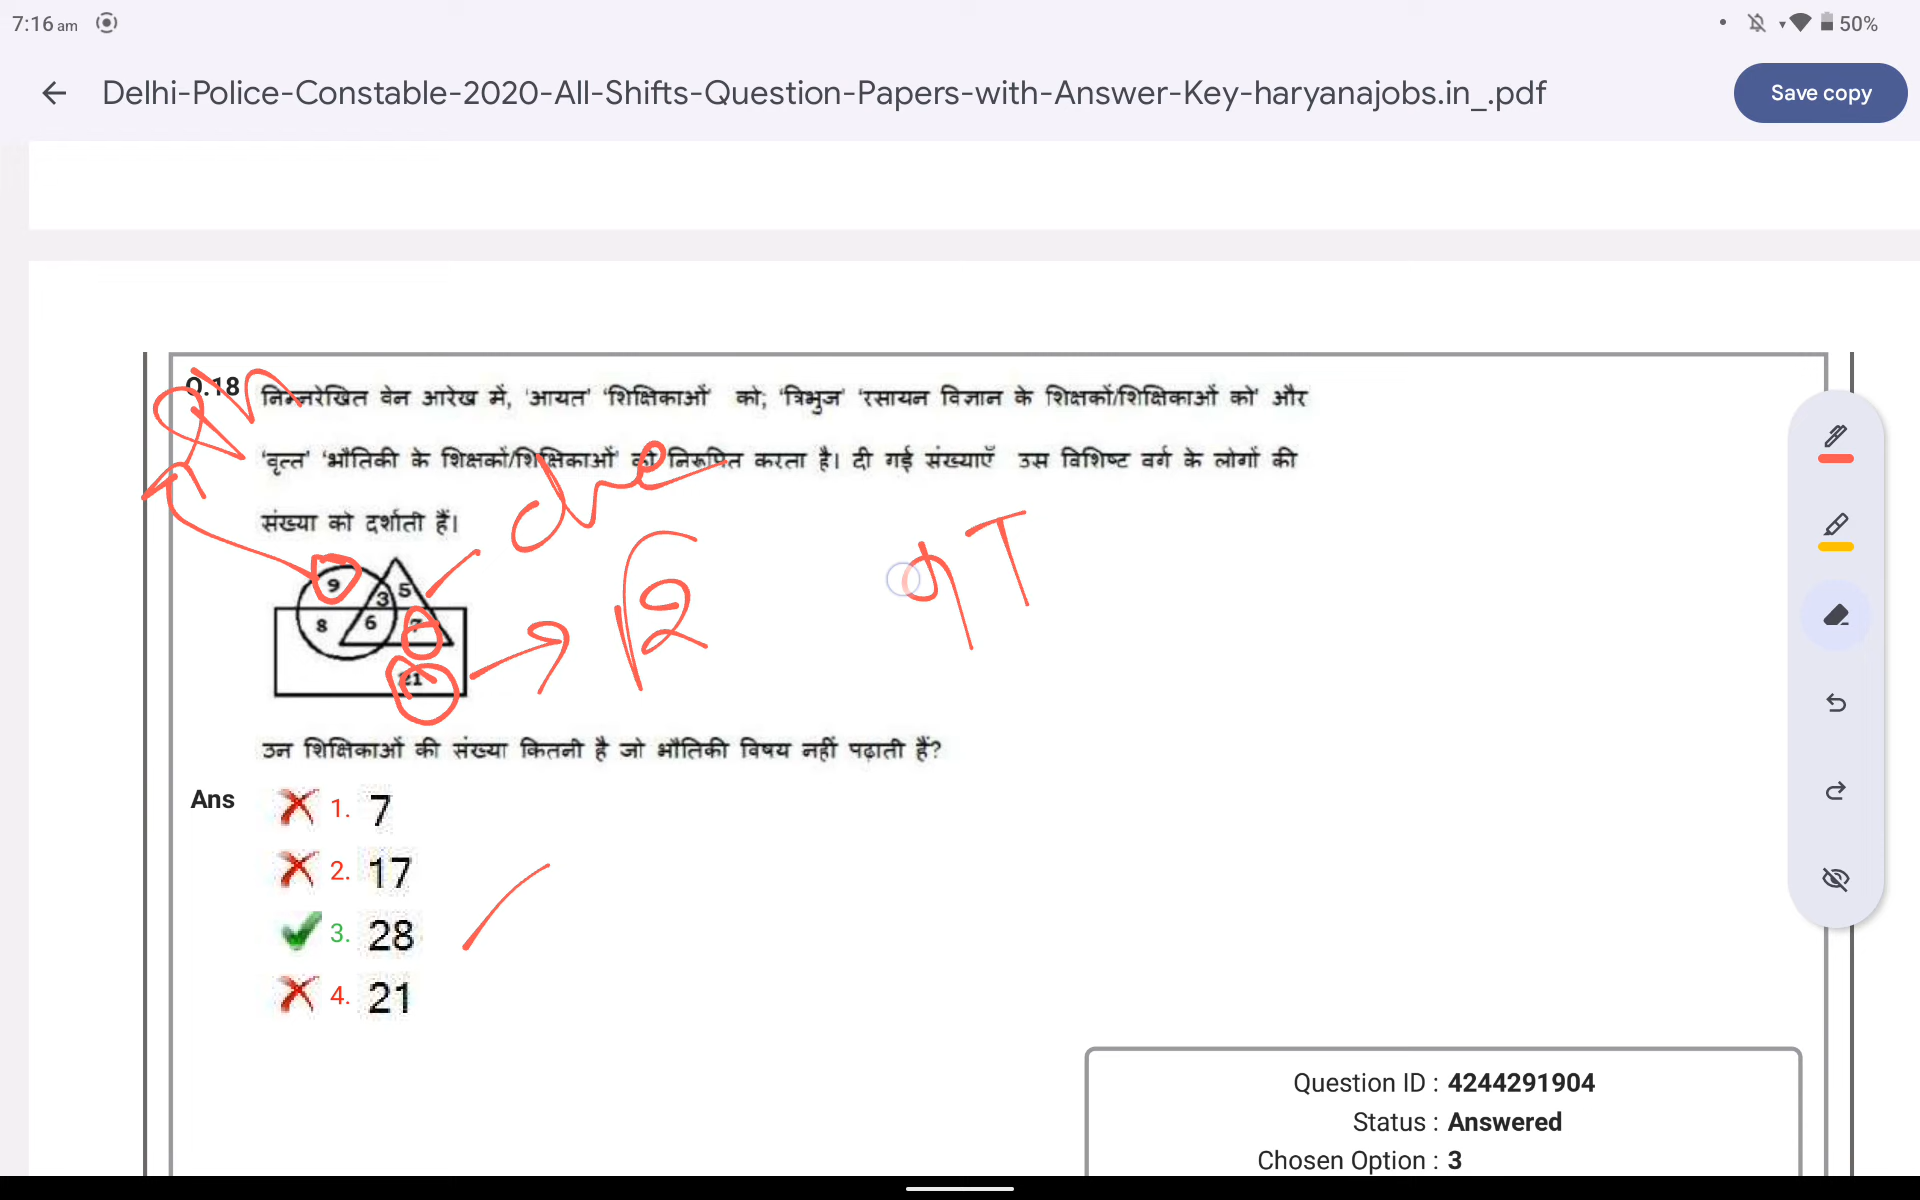 7:16 am
50%
Delhi-Police-Constable-2020-All-Shifts-Question-Papers-with-Answer-Key-haryanajobs.in_.pdf
Save copy
Q.18 निम्नरेखित वेन आरेख में, 'आयत' 'शिक्षिकाओं' को; 'त्रिभुज' 'रसायन विज्ञान के शिक्षकों/शिक्षिकाओं को' और
'वृत्त' 'भौतिकी के शिक्षकों/शिक्षिकाओं' को निरूपित करता है। दी गई संख्याएँ उस विशिष्ट वर्ग के लोगों की
संख्या को दर्शाती हैं।
che
9 3 5
8 6 7
21
उन शिक्षिकाओं की संख्या कितनी है जो भौतिकी विषय नहीं पढ़ाती हैं?
Ans 1. 7
2. 17
3. 28
4. 21
Question ID : 4244291904
Status : Answered
Chosen Option : 3